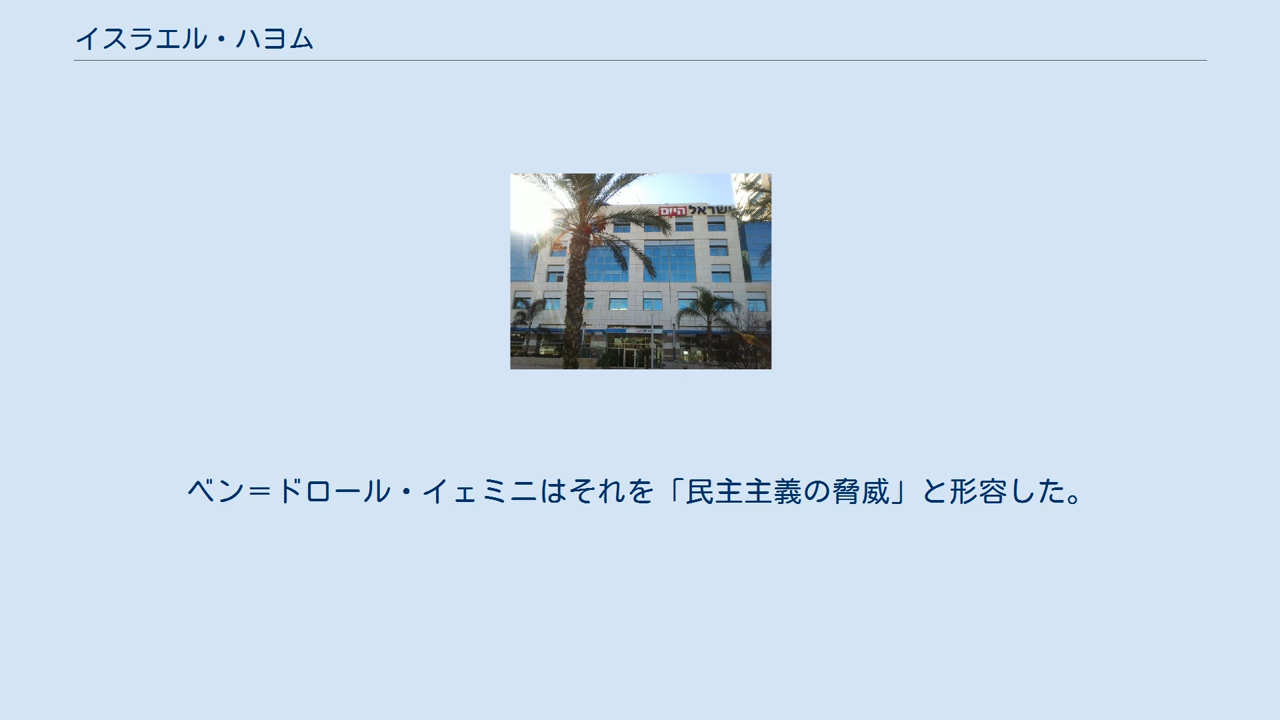 イスラエル・ハヨム
ישראל היום
ベン＝ドロール・イェミニはそれを「民主主義の脅威」と形容した。